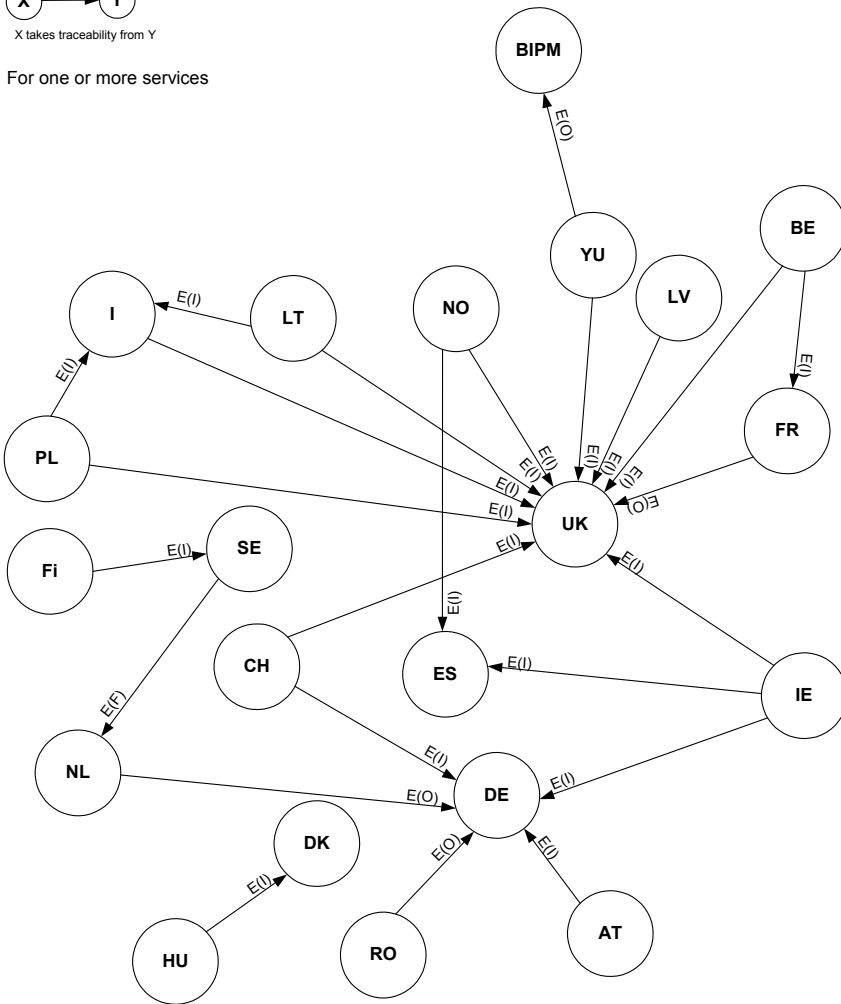 X
Y
X takes traceability from Y
For one or more services
BIPM
E(O)
BE
YU
LV
I
E(I)
LT
NO
E(I)
E(I)
FR
PL
E(I)
E(I)
E(I)
E(I)
E(I)
E(I)
E(I)
E(O)
E(I)
UK
SE
E(I)
E(I)
E(I)
Fi
E(I)
CH
ES
E(I)
IE
E(F)
NL
E(I)
E(I)
E(O)
DE
DK
E(O)
E(I)
E(I)
HU
RO
AT